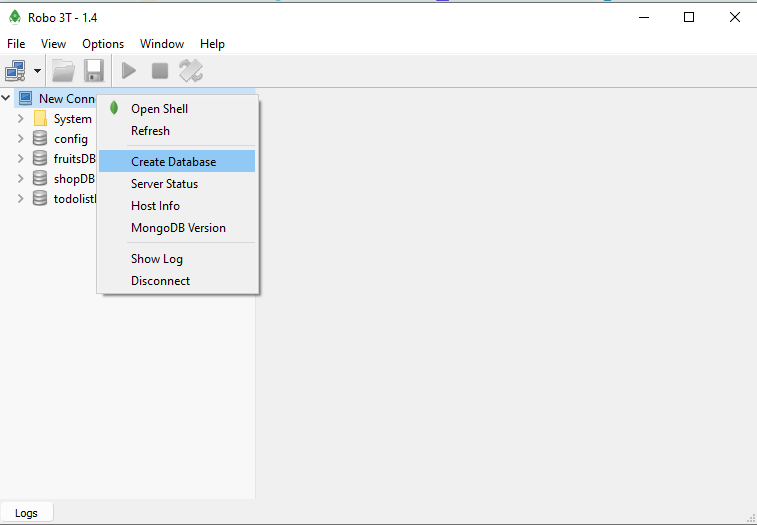 Robo 3T - 1.4
File View Options Window Help
New Conn
System
config
fruitsDB
shopDB
todolist
Open Shell
Refresh
Create Database
Server Status
Host Info
MongoDB Version
Show Log
Disconnect
Logs